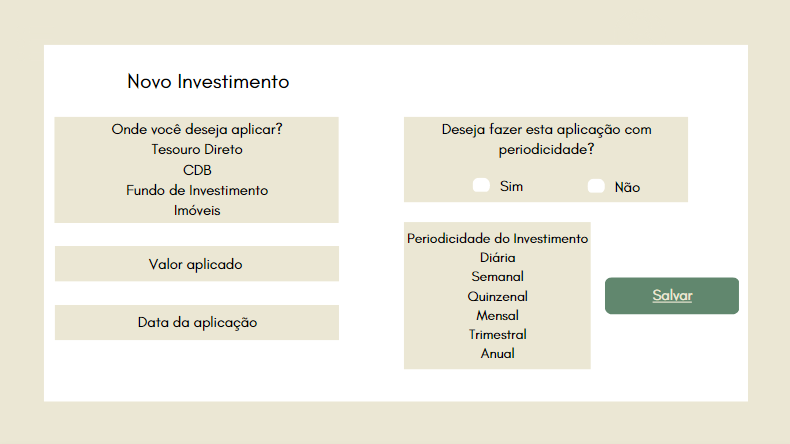 Novo Investimento
Onde você deseja aplicar?
Tesouro Direto
CDB
Fundo de Investimento
Imóveis
Valor aplicado
Data da aplicação
Deseja fazer esta aplicação com
periodicidade?
Sim
Não
Periodicidade do Investimento
Diária
Semanal
Quinzenal
Mensal
Trimestral
Anual
Salvar